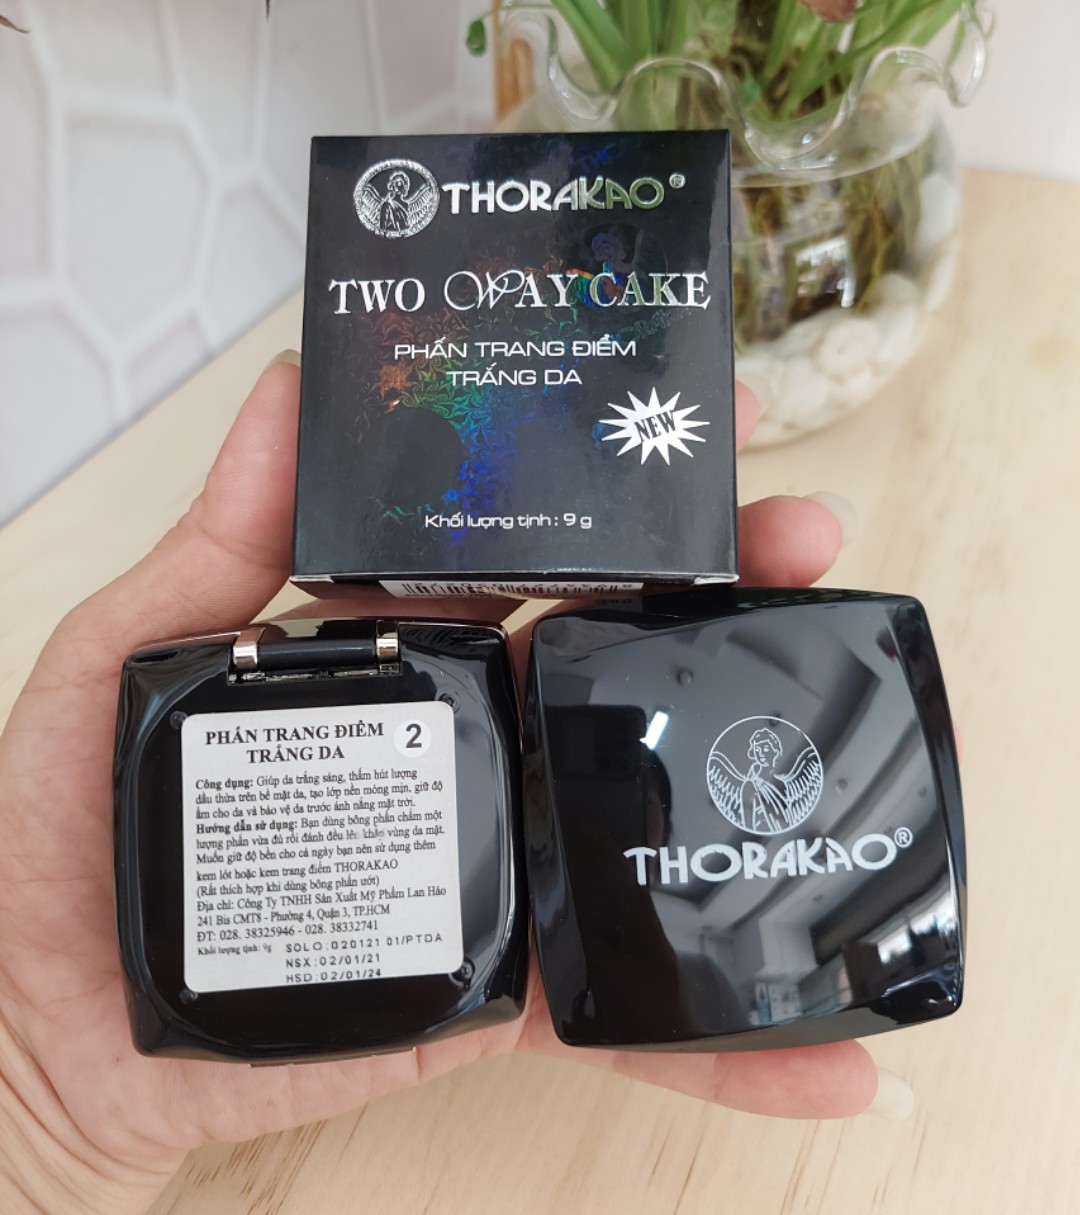 THORAKAO®
TWO WAY CAKE
PHẤN TRANG ĐIỂM
TRẮNG DA
NEW
Khối lượng tịnh : 9 g
PHẤN TRANG ĐIỂM
TRẮNG DA
2
Công dụng: Giúp da trắng sáng, thấm hút lượng
dầu thừa trên bề mặt da, tạo lớp nền mỏng mịn, giữ độ
ẩm cho da và bảo vệ da trước ánh nắng mặt trời.
Hướng dẫn sử dụng: Bạn dùng bông phấn chấm một
lượng phấn vừa đủ rồi đánh đều lên khắp vùng da mặt.
Muốn giữ độ bền cho cả ngày bạn nên sử dụng thêm
kem lót hoặc kem trang điểm THORAKAO
(Rất thích hợp khi dùng bông phấn ướt)
Địa chỉ: Công Ty TNHH Sản Xuất Mỹ Phẩm Lan Hảo
241 Bis CMT8 - Phường 4, Quận 3, TP.HCM
ĐT: 028. 38325946 - 028. 38332741
Khối lượng tịnh: 9g
SOLO:020121 01/PTDA
NSX:02/01/21
HSD:02/01/24
THORAKAO®